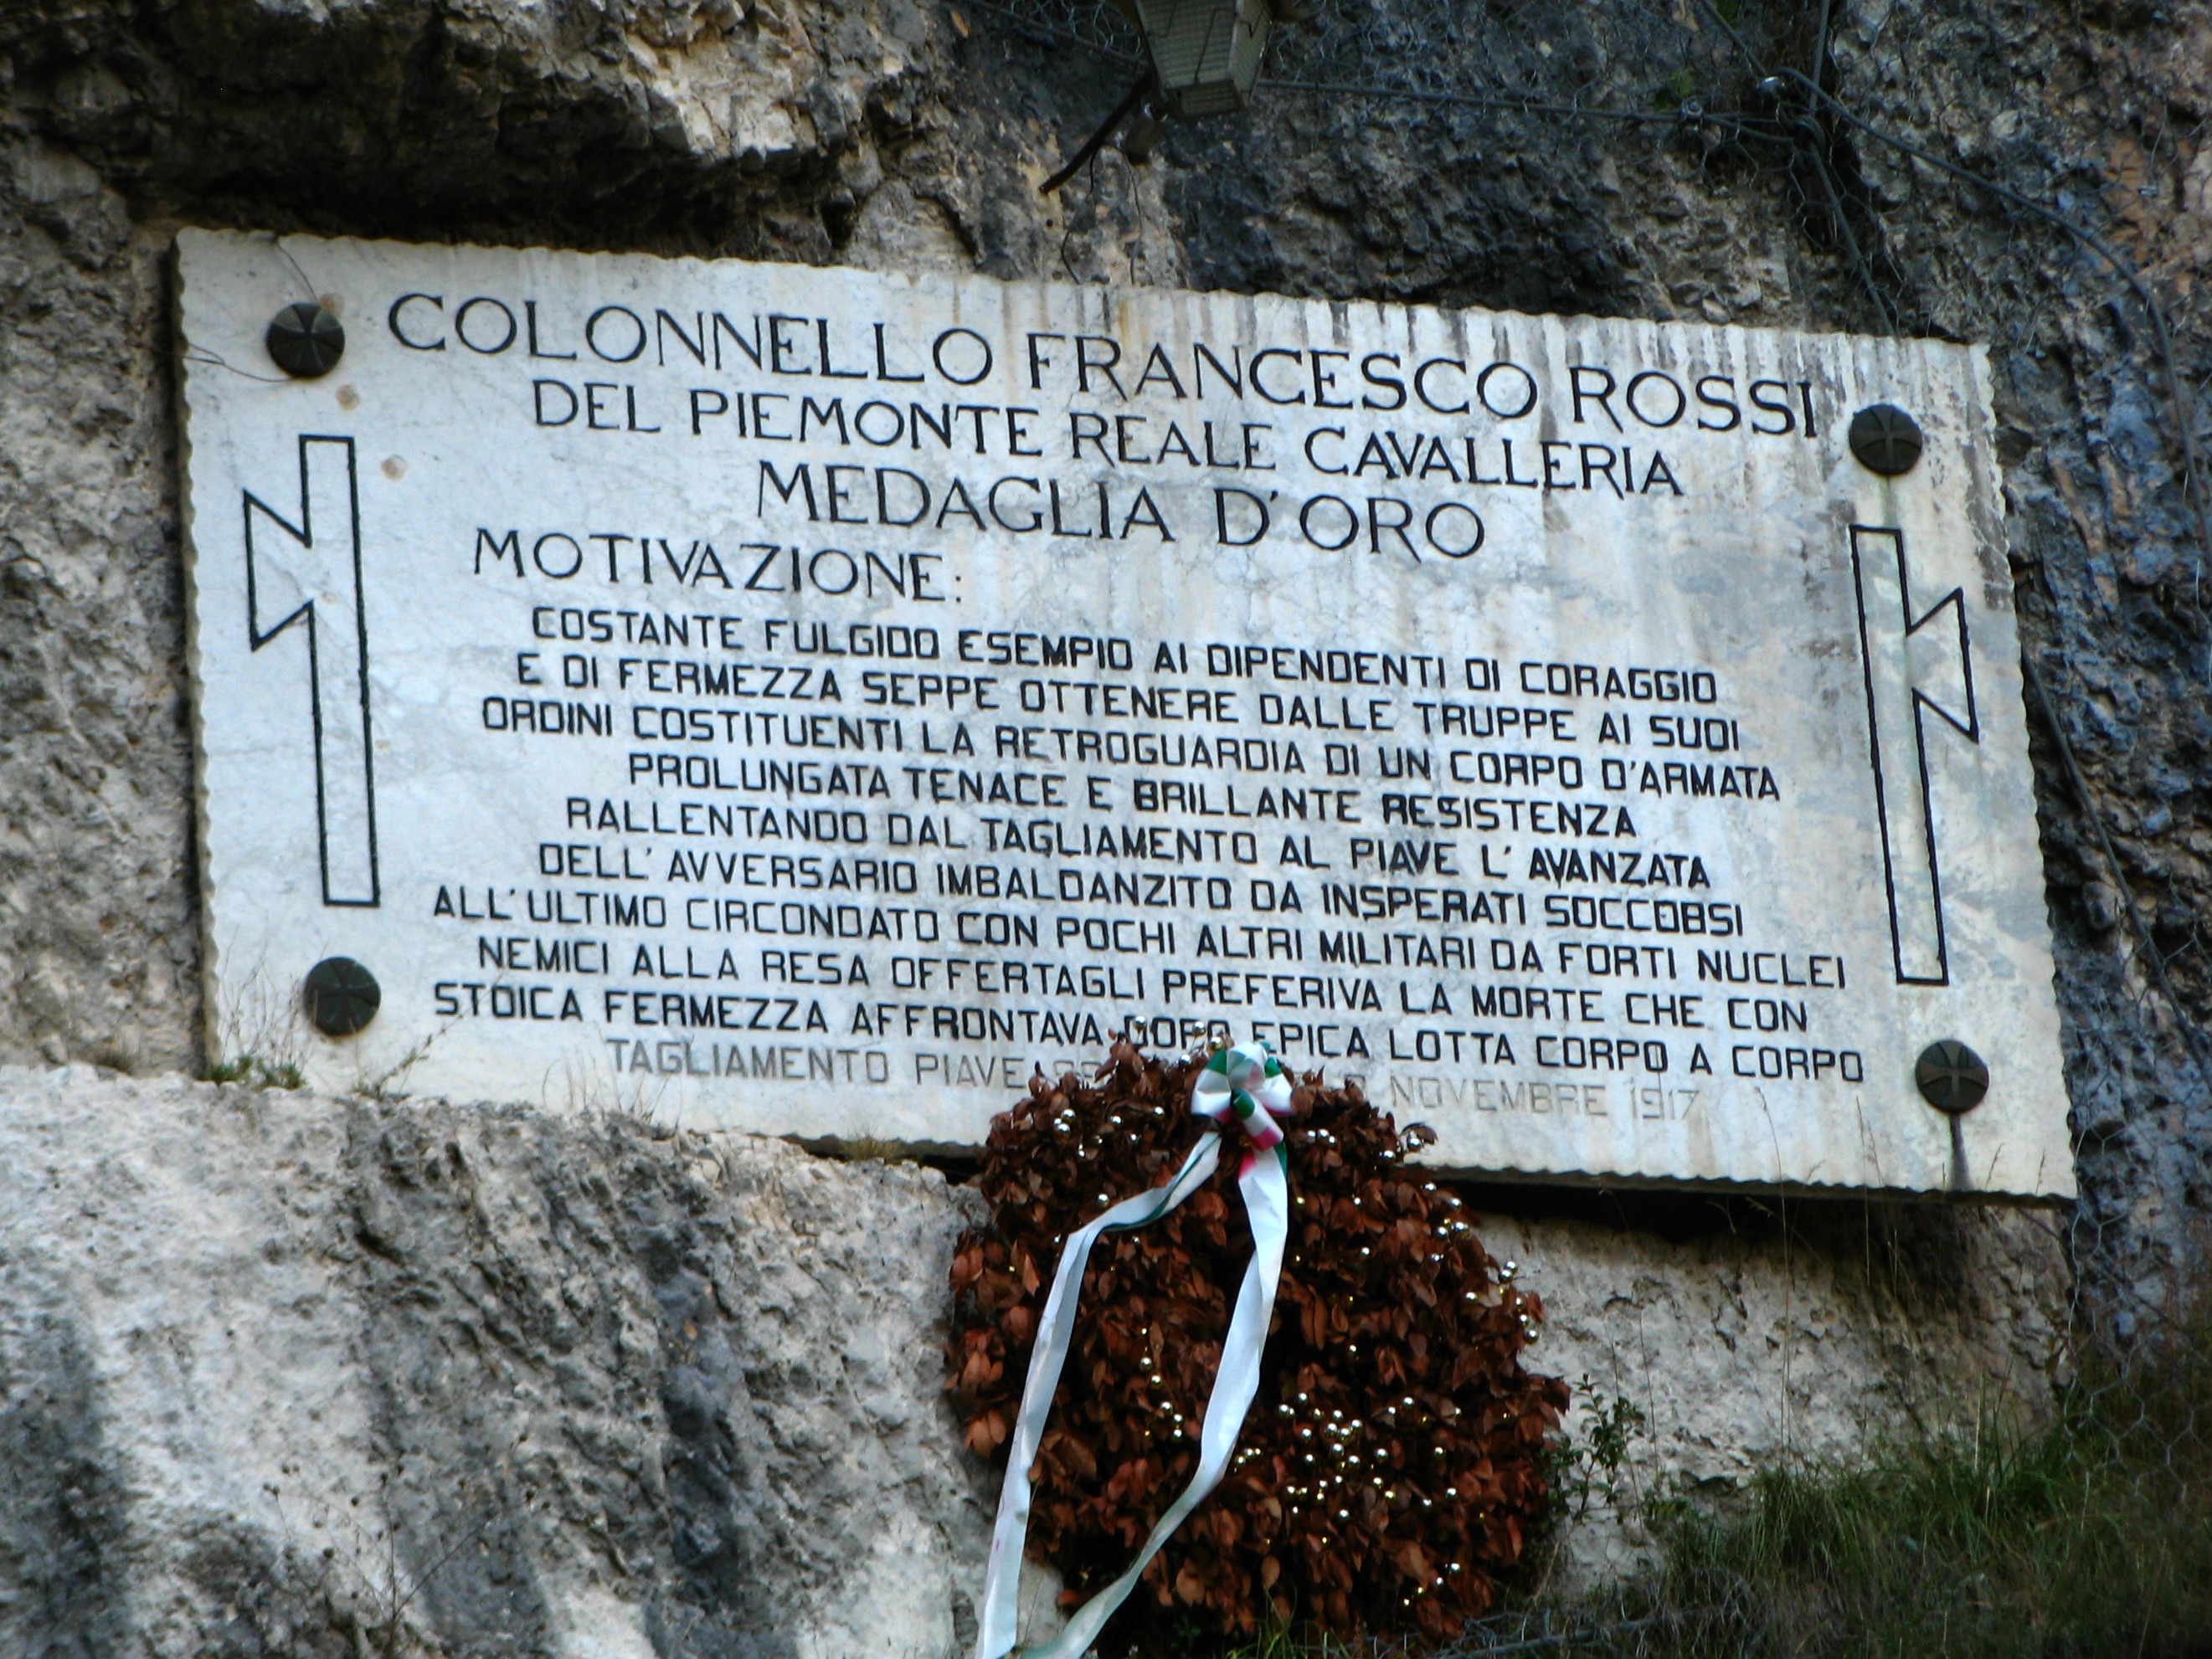 COLONNELLO FRANCESCO ROSSI
DEL PIEMONTE REALE CAVALLERIA
MEDAGLIA D'ORO
MOTIVAZIONE:
COSTANTE FULGIDO ESEMPIO AI DIPENDENTI DI CORAGGIO
E DI FERMEZZA SEPPE OTTENERE DALLE TRUPPE AI SUOI
ORDINI COSTITUENTI LA RETROGUARDIA DI UN CORPO D'ARMATA
PROLUNGATA TENACE E BRILLANTE RESISTENZA
RALLENTANDO DAL TAGLIAMENTO AL PIAVE L'AVANZATA
DELL'AVVERSARIO IMBALDANZITO DA INSPERATI SOCCOBSI
ALL'ULTIMO CIRCONDATO CON POCHI ALTRI MILITARI DA FORTI NUCLEI
NEMICI ALLA RESA OFFERTAGLI PREFERIVA LA MORTE CHE CON
STOICA FERMEZZA AFFRONTAVA DOPO EPICA LOTTA CORPO A CORPO
TAGLIAMENTO PIAVE NOVEMBRE 1917